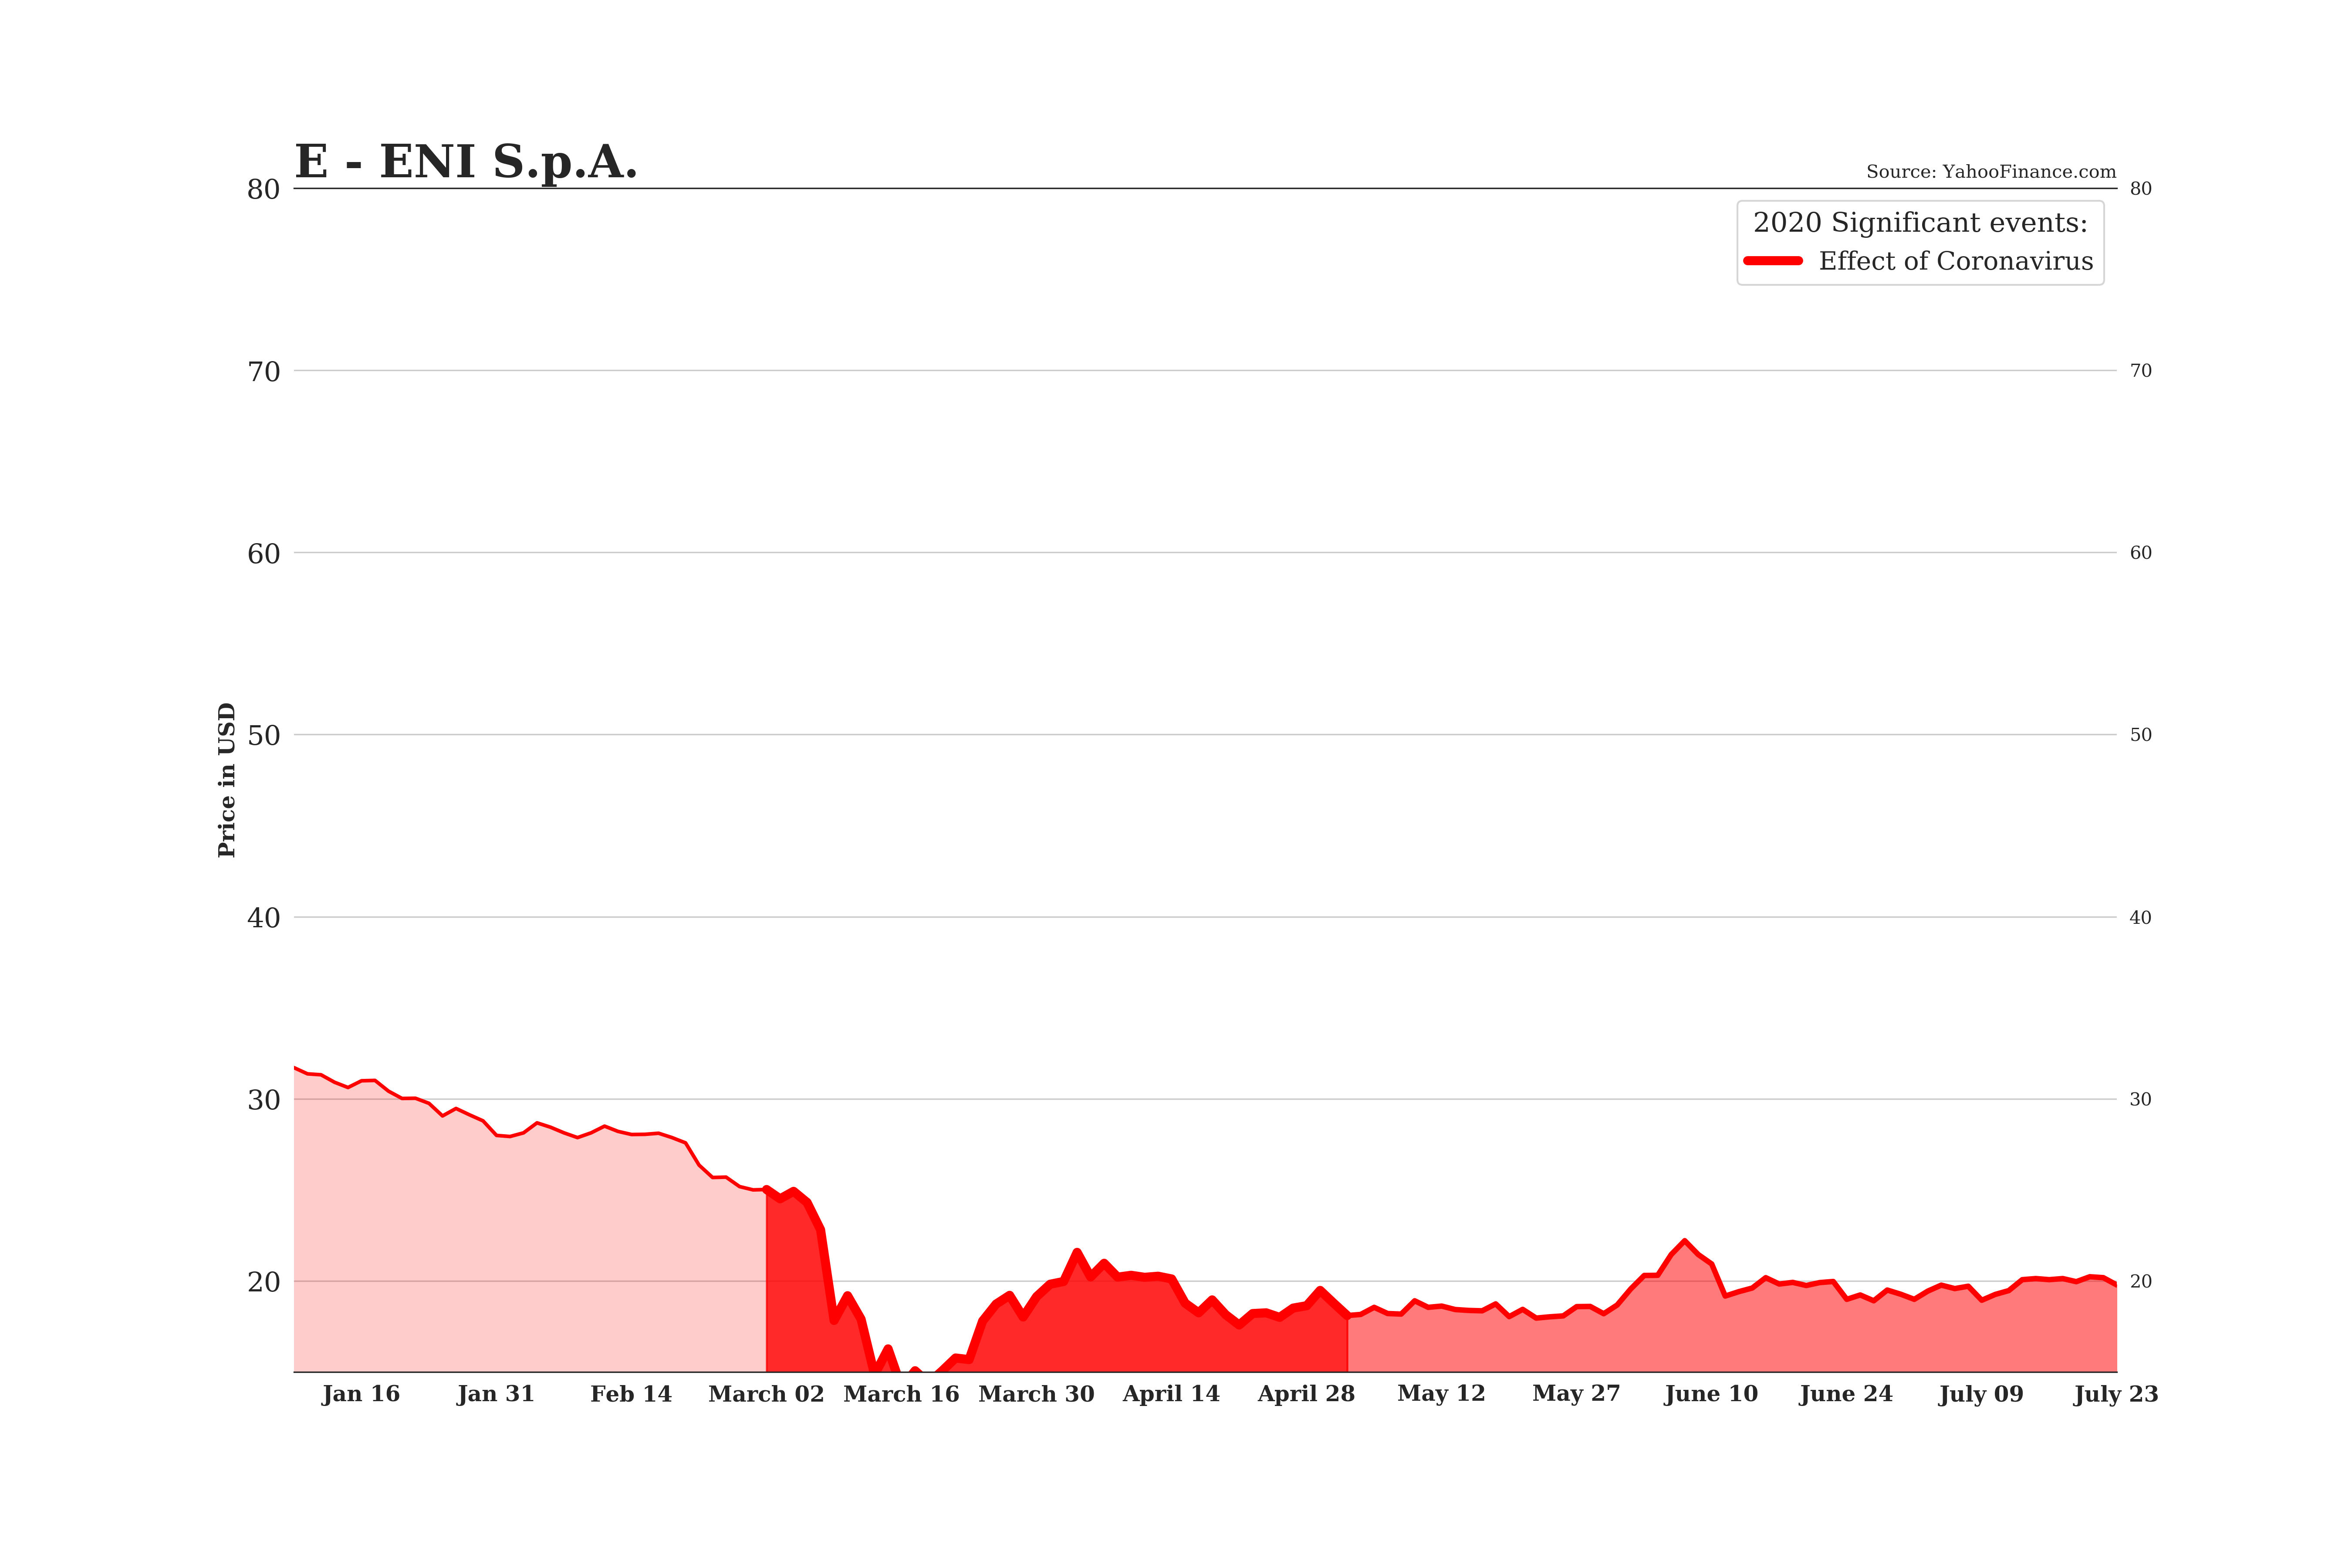 E - ENI S.p.A.
Source: YahooFinance.com
80
80
2020 Significant events:
Effect of Coronavirus
70
70
60
60
50
50
Price in USD
40
40
30
30
20
20
Jan 16
Jan 31
Feb 14
March 02
March 16
March 30
April 14
April 28
May 12
May 27
June 10
June 24
July 09
July 23